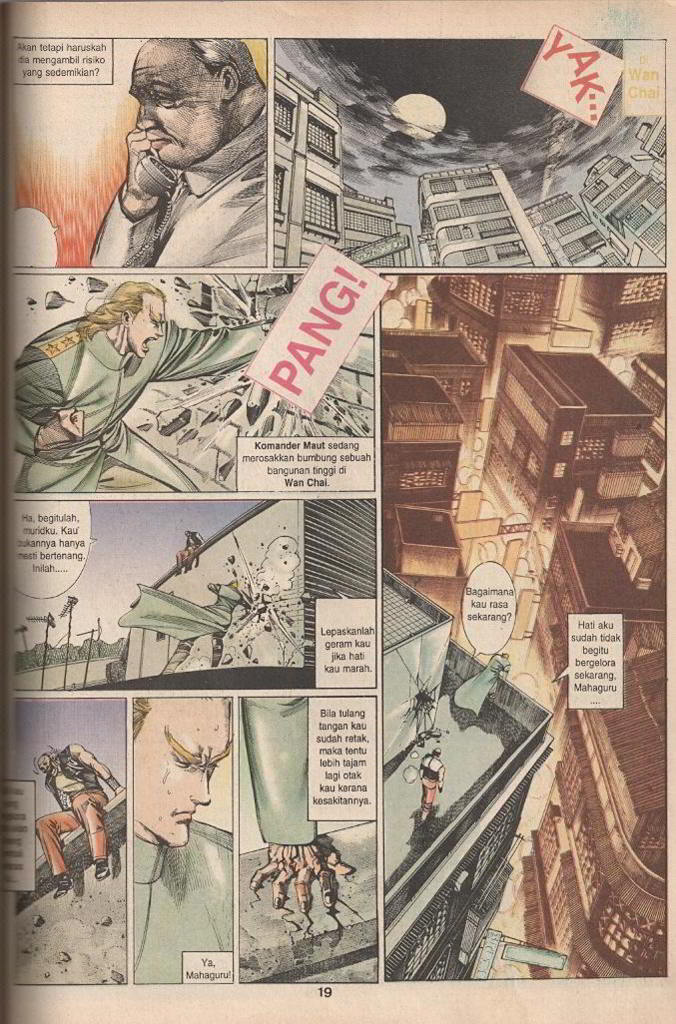 Akan tetapi haruskah
dia mengambil risiko
yang sedemikian?
YAK...
Di
Wan
Chai
PANG!
Komander Maut sedang
merosakkan bumbung sebuah
bangunan tinggi di
Wan Chai.
Ha, begitulah,
muridku. Kau
bukannya hanya
mesti bertenang.
Inilah.....
Lepaskanlah
geram kau
jika hati
kau marah.
Bagaimana
kau rasa
sekarang?
Hati aku
sudah tidak
begitu
bergelora
sekarang,
Mahaguru
....
Bila tulang
tangan kau
sudah retak,
maka tentu
lebih tajam
lagi otak
kau kerana
kesakitannya.
Ya,
Mahaguru!
19